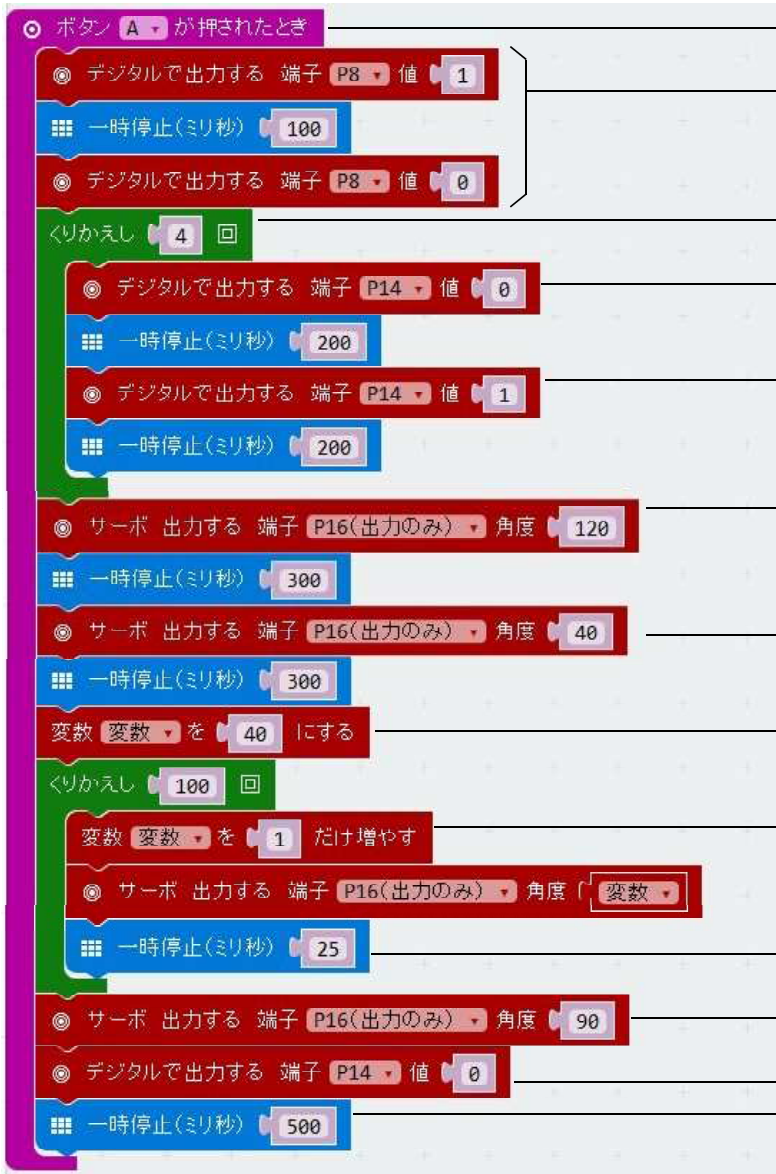 ボタン A が押されたとき
デジタルで出力する 端子 P8 値 1
一時停止(ミリ秒) 100
デジタルで出力する 端子 P8 値 0
くりかえし 4 回
デジタルで出力する 端子 P14 値 0
一時停止(ミリ秒) 200
デジタルで出力する 端子 P14 値 1
一時停止(ミリ秒) 200
サーボ 出力する 端子 P16(出力のみ) 角度 120
一時停止(ミリ秒) 300
サーボ 出力する 端子 P16(出力のみ) 角度 40
一時停止(ミリ秒) 300
変数 変数 を 40 にする
くりかえし 100 回
変数 変数 を 1 だけ増やす
サーボ 出力する 端子 P16(出力のみ) 角度 変数
一時停止(ミリ秒) 25
サーボ 出力する 端子 P16(出力のみ) 角度 90
デジタルで出力する 端子 P14 値 0
一時停止(ミリ秒) 500